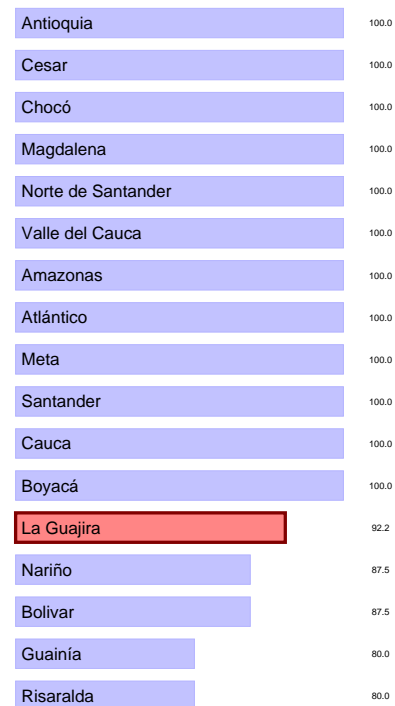 Antioquia 100.0
Cesar 100.0
Chocó 100.0
Magdalena 100.0
Norte de Santander 100.0
Valle del Cauca 100.0
Amazonas 100.0
Atlántico 100.0
Meta 100.0
Santander 100.0
Cauca 100.0
Boyacá 100.0
La Guajira 92.2
Nariño 87.5
Bolivar 87.5
Guainía 80.0
Risaralda 80.0